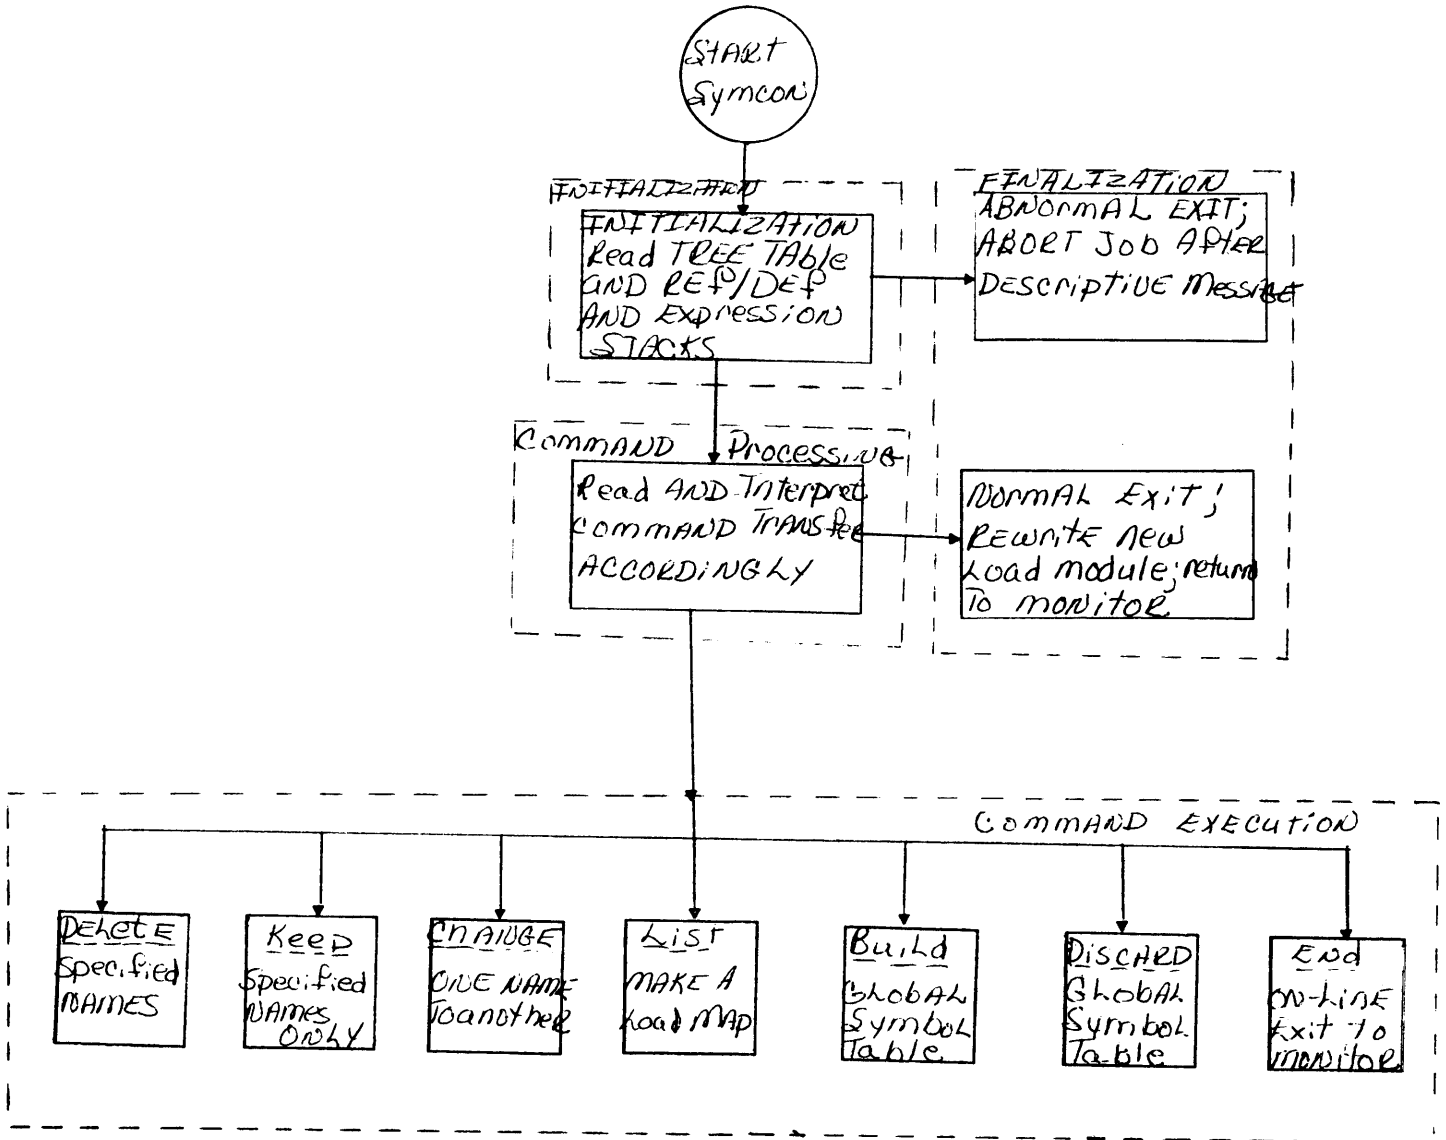 START
Symcon
INITIALIZATION
INITIALIZATION
Read TREE TAble
AND REf/DEf
AND EXpression
STACKS
FINALIZATION
ABNormAL EXIT;
ABORT Job AfTER
DEScriptiVE MessAGE
Command Processing
Read AND Interpret
command TRANSfer
ACCORDINGLY
NormAL Exit;
REwritE new
Load module; return
To monitor
Command EXECUTION
DELETE
Specified
NAMES
Keep
Specified
NAMES
ONLY
CHANGE
ONE NAME
To another
List
MAKE A
Load MAP
BuiLd
GLobAL
SymboL
Table
DiSCARD
GLobAL
SymboL
Table
ENd
ON-LiNE
Exit to
monitoR